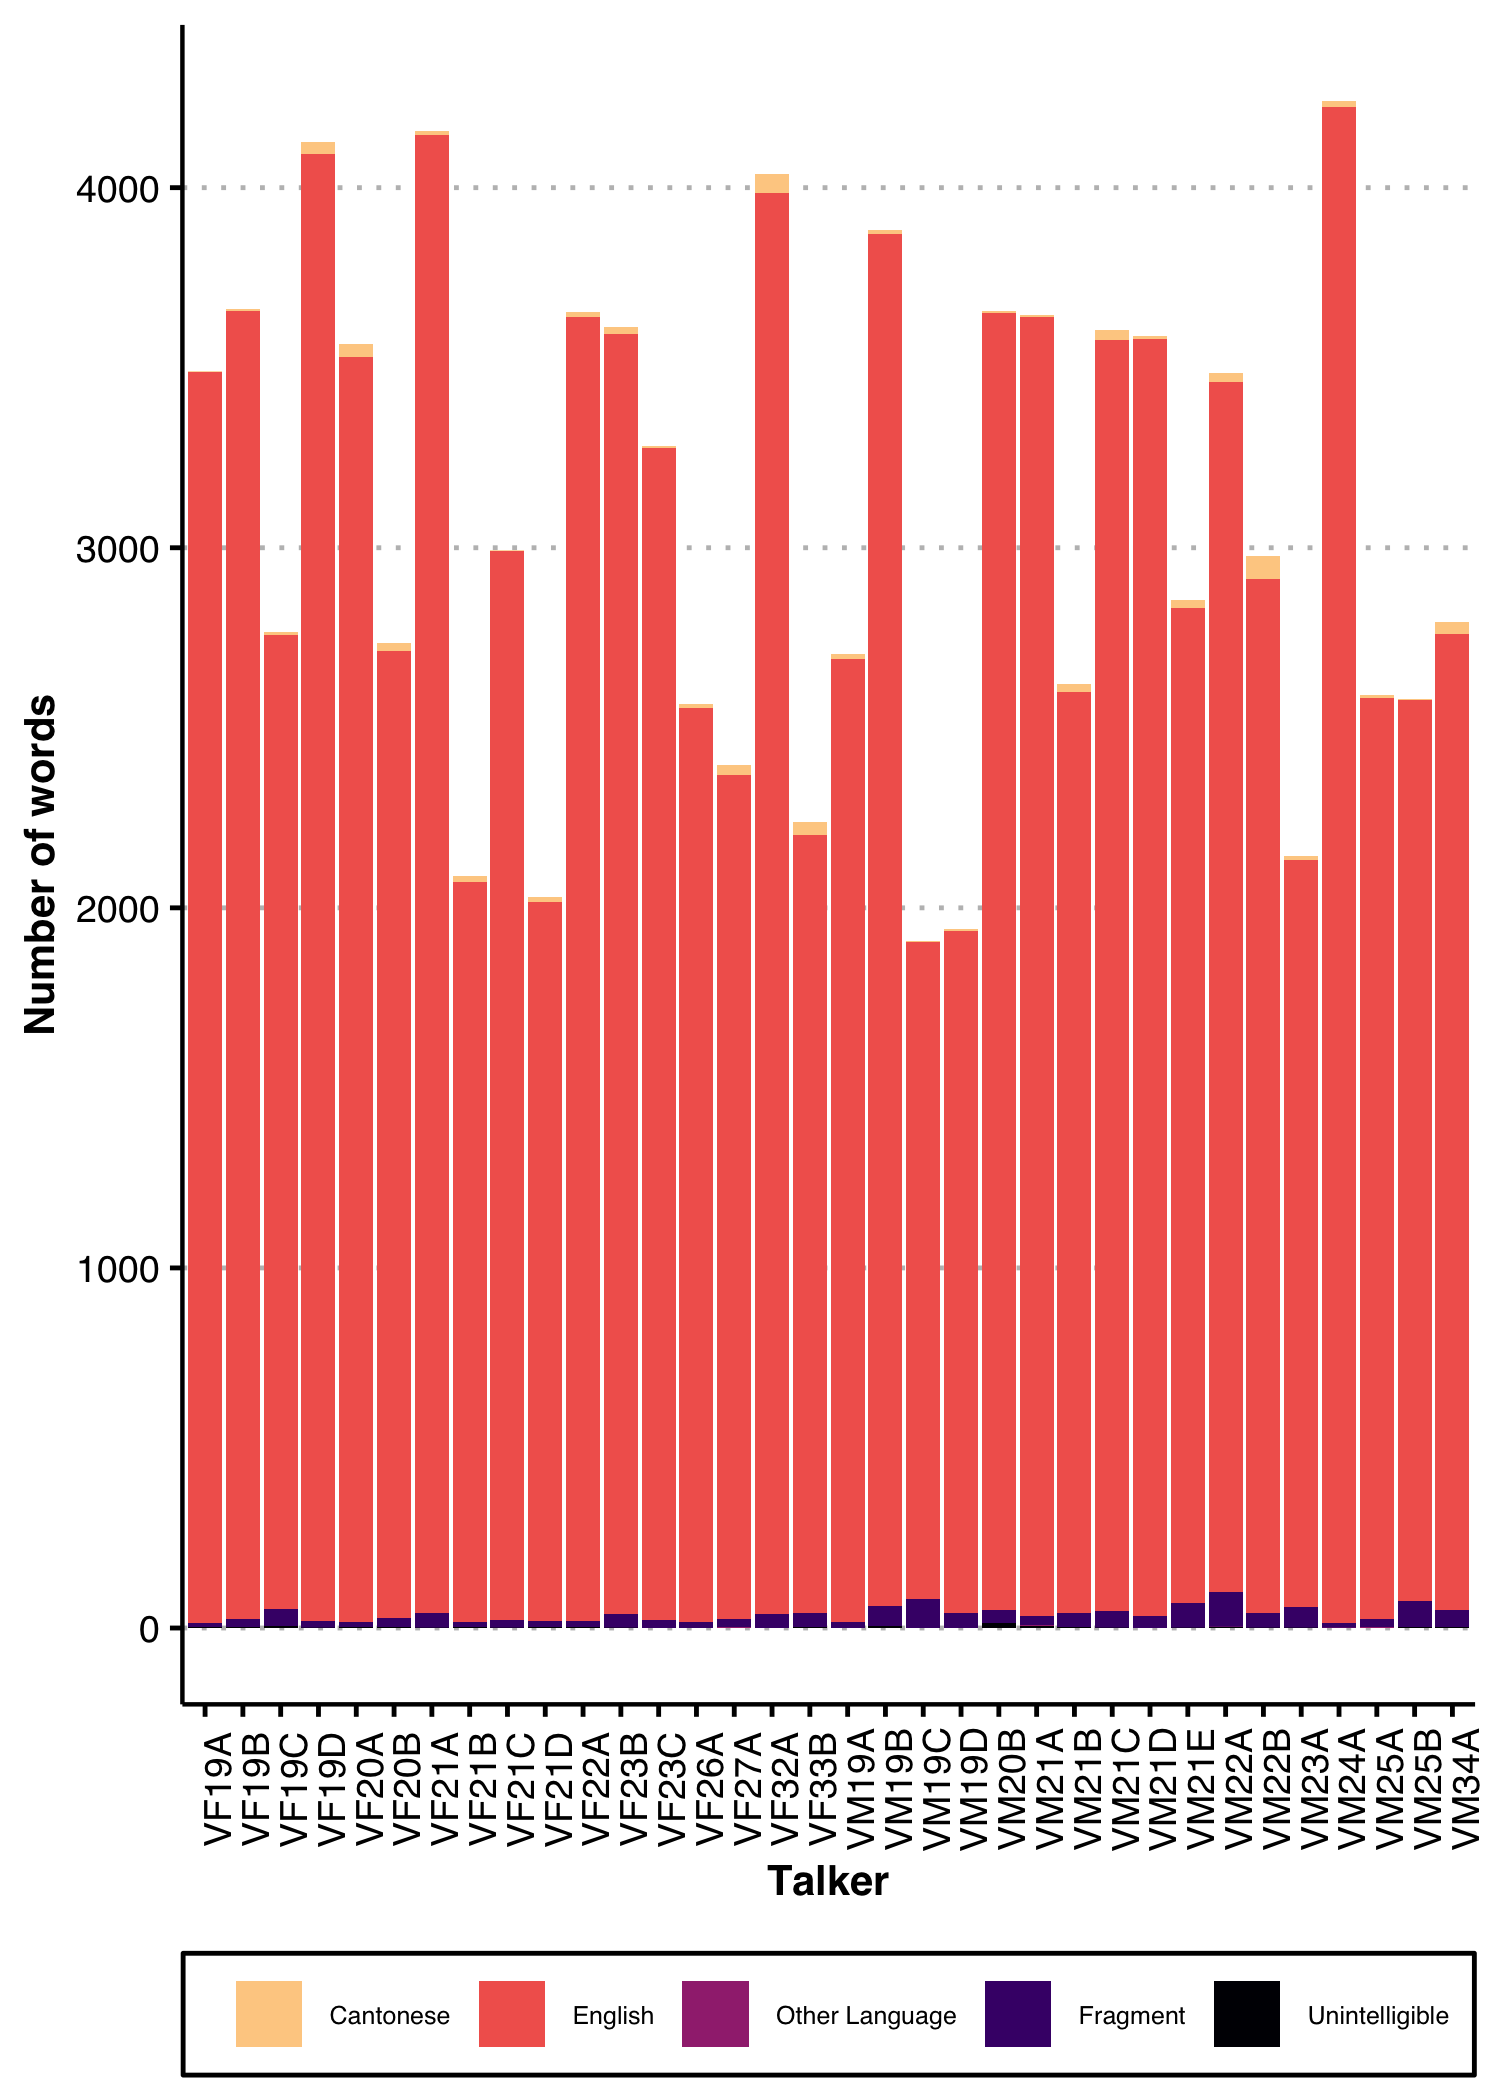 Number of words
4000
3000
2000
1000
0
VF19A
VF19B
VF19C
VF19D
VF20A
VF20B
VF21A
VF21B
VF21C
VF21D
VF22A
VF23B
VF23C
VF26A
VF27A
VF32A
VF33B
VM19A
VM19B
VM19C
VM19D
VM20B
VM21A
VM21B
VM21C
VM21D
VM21E
VM22A
VM22B
VM23A
VM24A
VM25A
VM25B
VM34A
Talker
Cantonese English Other Language Fragment Unintelligible